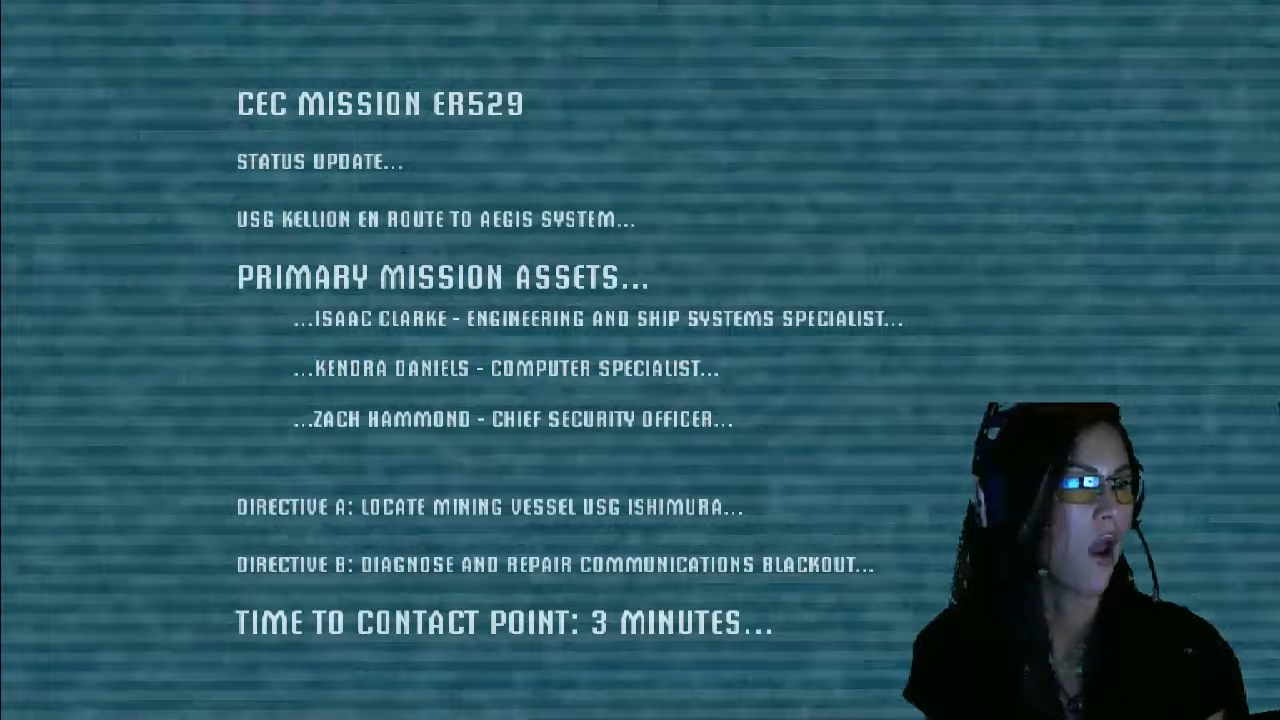 CEC MISSION ER529
STATUS UPDATE...
USG KELLION EN ROUTE TO AEGIS SYSTEM...
PRIMARY MISSION ASSETS...
...ISAAC CLARKE - ENGINEERING AND SHIP SYSTEMS SPECIALIST...
...KENDRA DANIELS - COMPUTER SPECIALIST...
...ZACH HAMMOND - CHIEF SECURITY OFFICER...
DIRECTIVE A: LOCATE MINING VESSEL USG ISHIMURA...
DIRECTIVE B: DIAGNOSE AND REPAIR COMMUNICATIONS BLACKOUT...
TIME TO CONTACT POINT: 3 MINUTES...